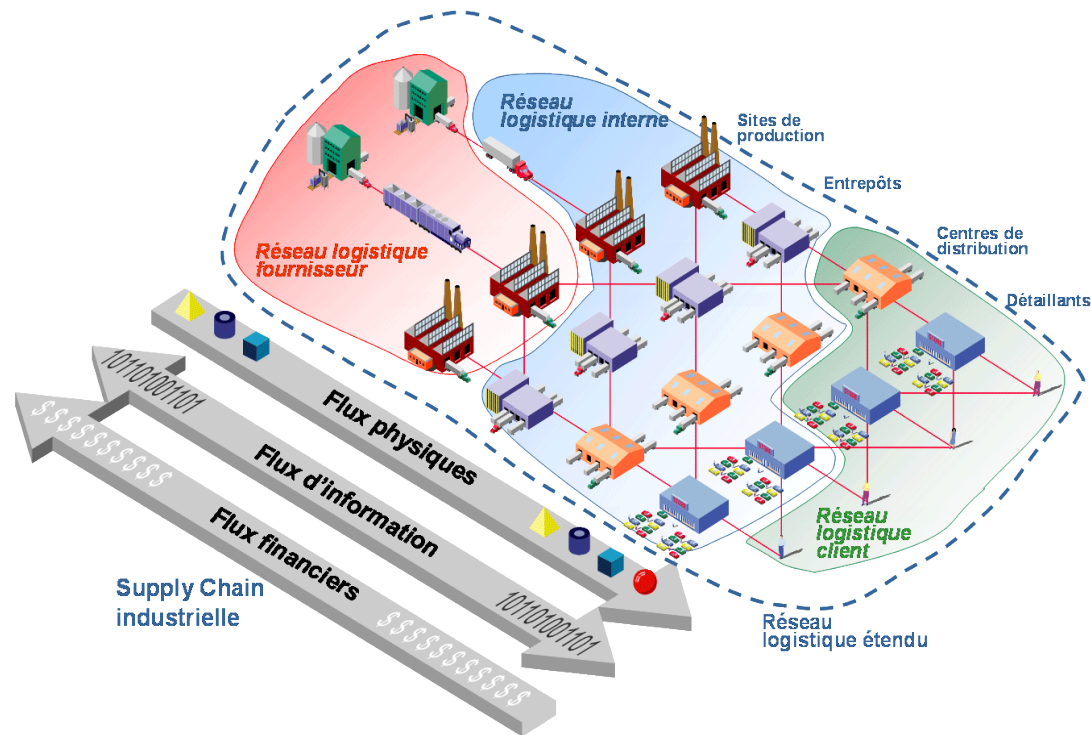 Réseau
logistique interne
Sites de
production
Entrepôts
Centres de
distribution
Détaillants
Réseau logistique
fournisseur
101101001101
$$$$$$$$$$
Flux physiques
Flux d'information
Flux financiers
101101001101
$$$$$$$$$$$
Supply Chain
industrielle
Réseau
logistique
client
Réseau
logistique étendu